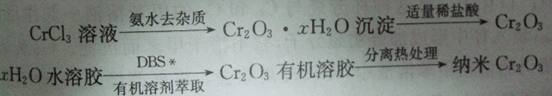 CrCl₃ 溶液 —氨水去杂质→ Cr₂O₃・xH₂O 沉淀 —适量稀盐酸→ Cr₂O₃
xH₂O 水溶胶 —DBS*/有机溶剂萃取→ Cr₂O₃ 有机溶胶 —分离热处理→ 纳米 Cr₂O₃